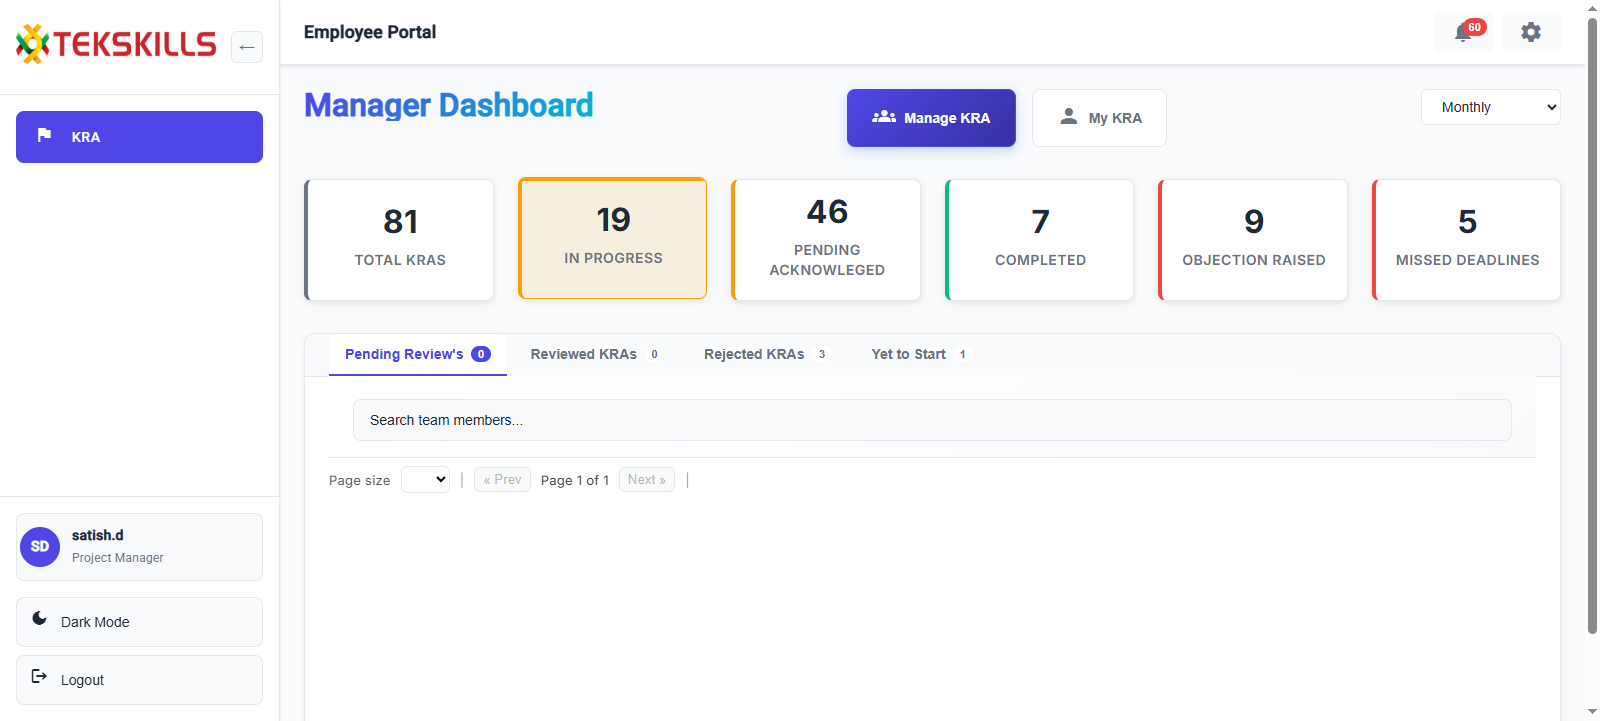 TEKSKILLS
←
Employee Portal
60
Manager Dashboard
Manage KRA
My KRA
Monthly
KRA
81
TOTAL KRAS
19
IN PROGRESS
46
PENDING
ACKNOWLEGED
7
COMPLETED
9
OBJECTION RAISED
5
MISSED DEADLINES
Pending Review's 0
Reviewed KRAs 0
Rejected KRAs 3
Yet to Start 1
Search team members...
Page size | « Prev Page 1 of 1 Next » |
SD
satish.d
Project Manager
Dark Mode
Logout